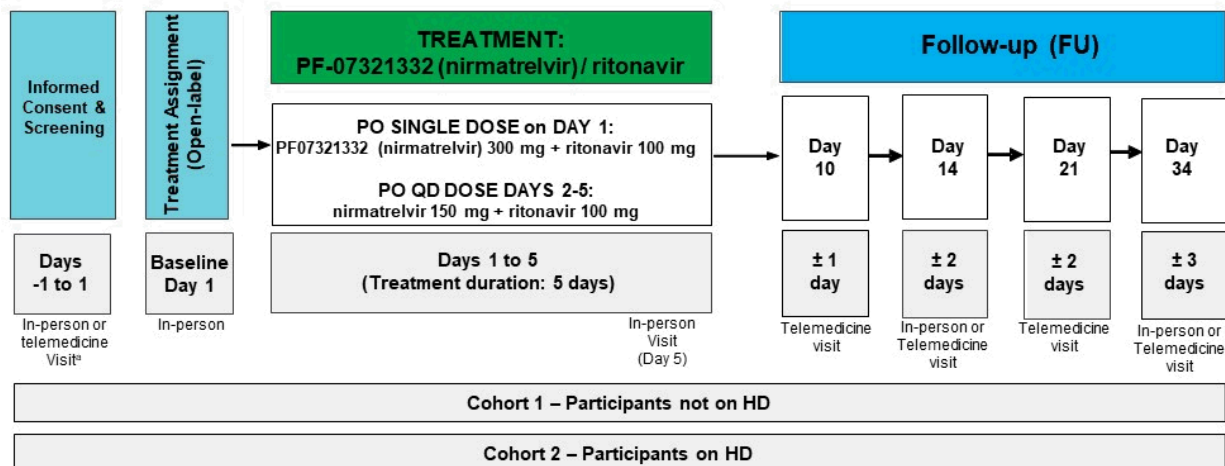 Informed
Consent &
Screening
Treatment Assignment
(Open-label)
TREATMENT:
PF-07321332 (nirmatrelvir) / ritonavir
Follow-up (FU)
PO SINGLE DOSE on DAY 1:
PF07321332 (nirmatrelvir) 300 mg + ritonavir 100 mg
PO QD DOSE DAYS 2-5:
nirmatrelvir 150 mg + ritonavir 100 mg
Day
10
Day
14
Day
21
Day
34
Days
-1 to 1
Baseline
Day 1
Days 1 to 5
(Treatment duration: 5 days)
± 1
day
± 2
days
± 2
days
± 3
days
In-person or
telemedicine
Visitᵃ
In-person
In-person
Visit
(Day 5)
Telemedicine
visit
In-person or
Telemedicine
visit
Telemedicine
visit
In-person or
Telemedicine
visit
Cohort 1 – Participants not on HD
Cohort 2 – Participants on HD